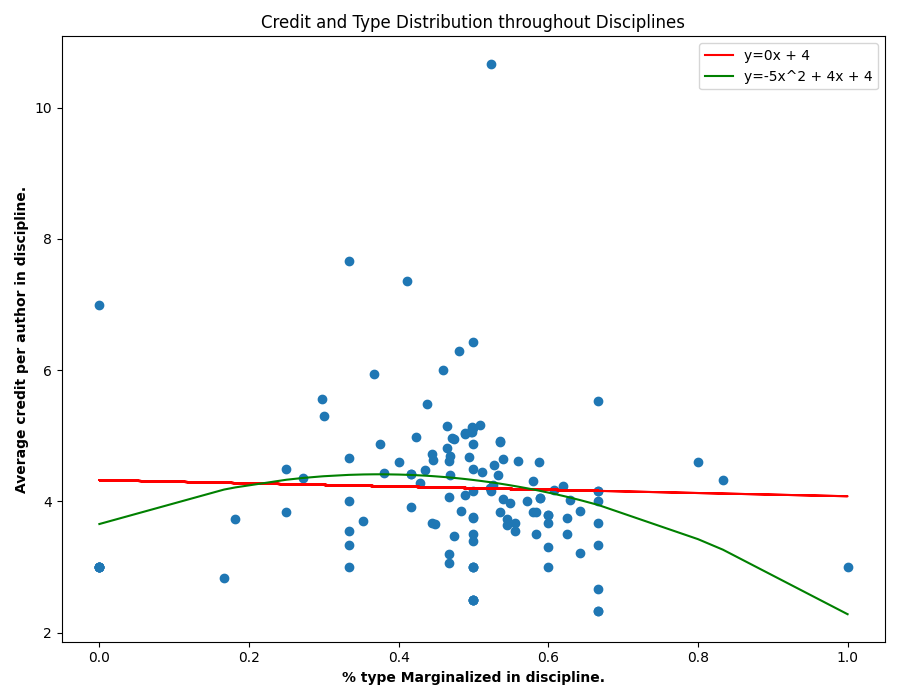 Credit and Type Distribution throughout Disciplines
y=0x + 4
y=-5x^2 + 4x + 4
Average credit per author in discipline.
10
8
6
4
2
0.0 0.2 0.4 0.6 0.8 1.0
% type Marginalized in discipline.